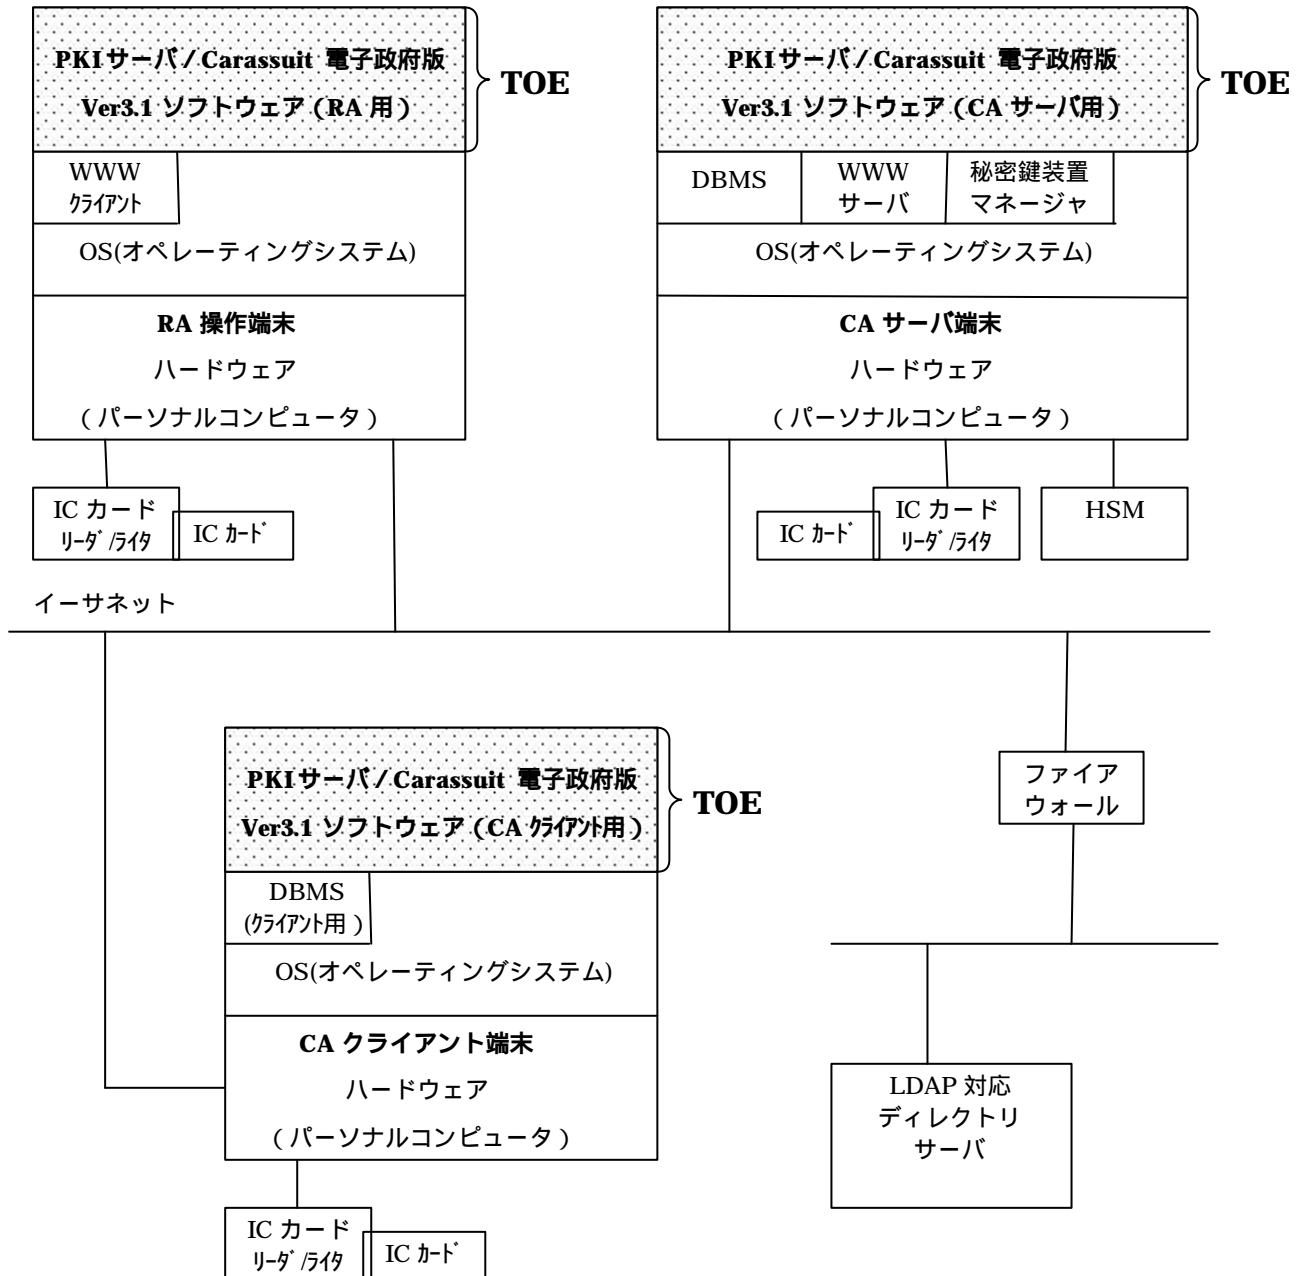 PKIサーバ／Carassuit 電子政府版
Ver3.1 ソフトウェア（RA 用）
TOE
WWW
ｸﾗｲｱﾝﾄ
OS(オペレーティングシステム)
RA 操作端末
ハードウェア
（パーソナルコンピュータ）
IC カード
ﾘｰﾀﾞ/ﾗｲﾀ
IC ｶｰﾄﾞ
PKIサーバ／Carassuit 電子政府版
Ver3.1 ソフトウェア（CA サーバ用）
TOE
DBMS
WWW
サーバ
秘密鍵装置
マネージャ
OS(オペレーティングシステム)
CA サーバ端末
ハードウェア
（パーソナルコンピュータ）
IC ｶｰﾄﾞ
IC カード
ﾘｰﾀﾞ/ﾗｲﾀ
HSM
イーサネット
PKIサーバ／Carassuit 電子政府版
Ver3.1 ソフトウェア（CA ｸﾗｲｱﾝﾄ用）
TOE
DBMS
(ｸﾗｲｱﾝﾄ用）
OS(オペレーティングシステム)
CA クライアント端末
ハードウェア
（パーソナルコンピュータ）
IC カード
ﾘｰﾀﾞ/ﾗｲﾀ
IC ｶｰﾄﾞ
ファイア
ウォール
LDAP 対応
ディレクトリ
サーバ